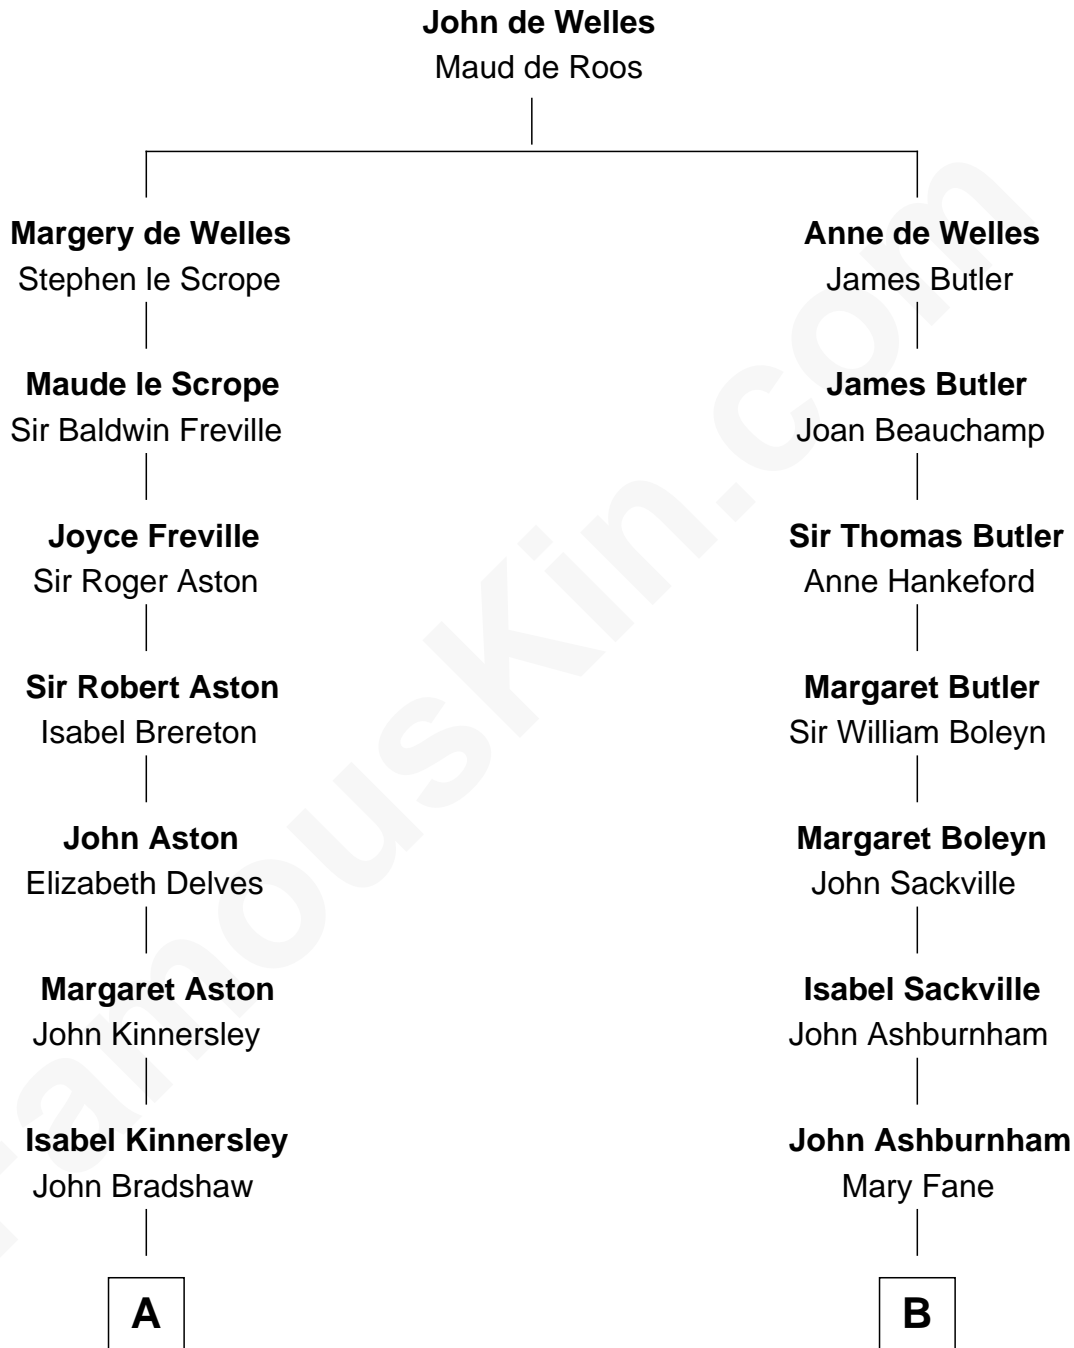 John de Welles
Maud de Roos
Margery de Welles
Stephen le Scrope
Maude le Scrope
Sir Baldwin Freville
Joyce Freville
Sir Roger Aston
Sir Robert Aston
Isabel Brereton
John Aston
Elizabeth Delves
Margaret Aston
John Kinnersley
Isabel Kinnersley
John Bradshaw
A
Anne de Welles
James Butler
James Butler
Joan Beauchamp
Sir Thomas Butler
Anne Hankeford
Margaret Butler
Sir William Boleyn
Margaret Boleyn
John Sackville
Isabel Sackville
John Ashburnham
John Ashburnham
Mary Fane
B
FamousKin.com